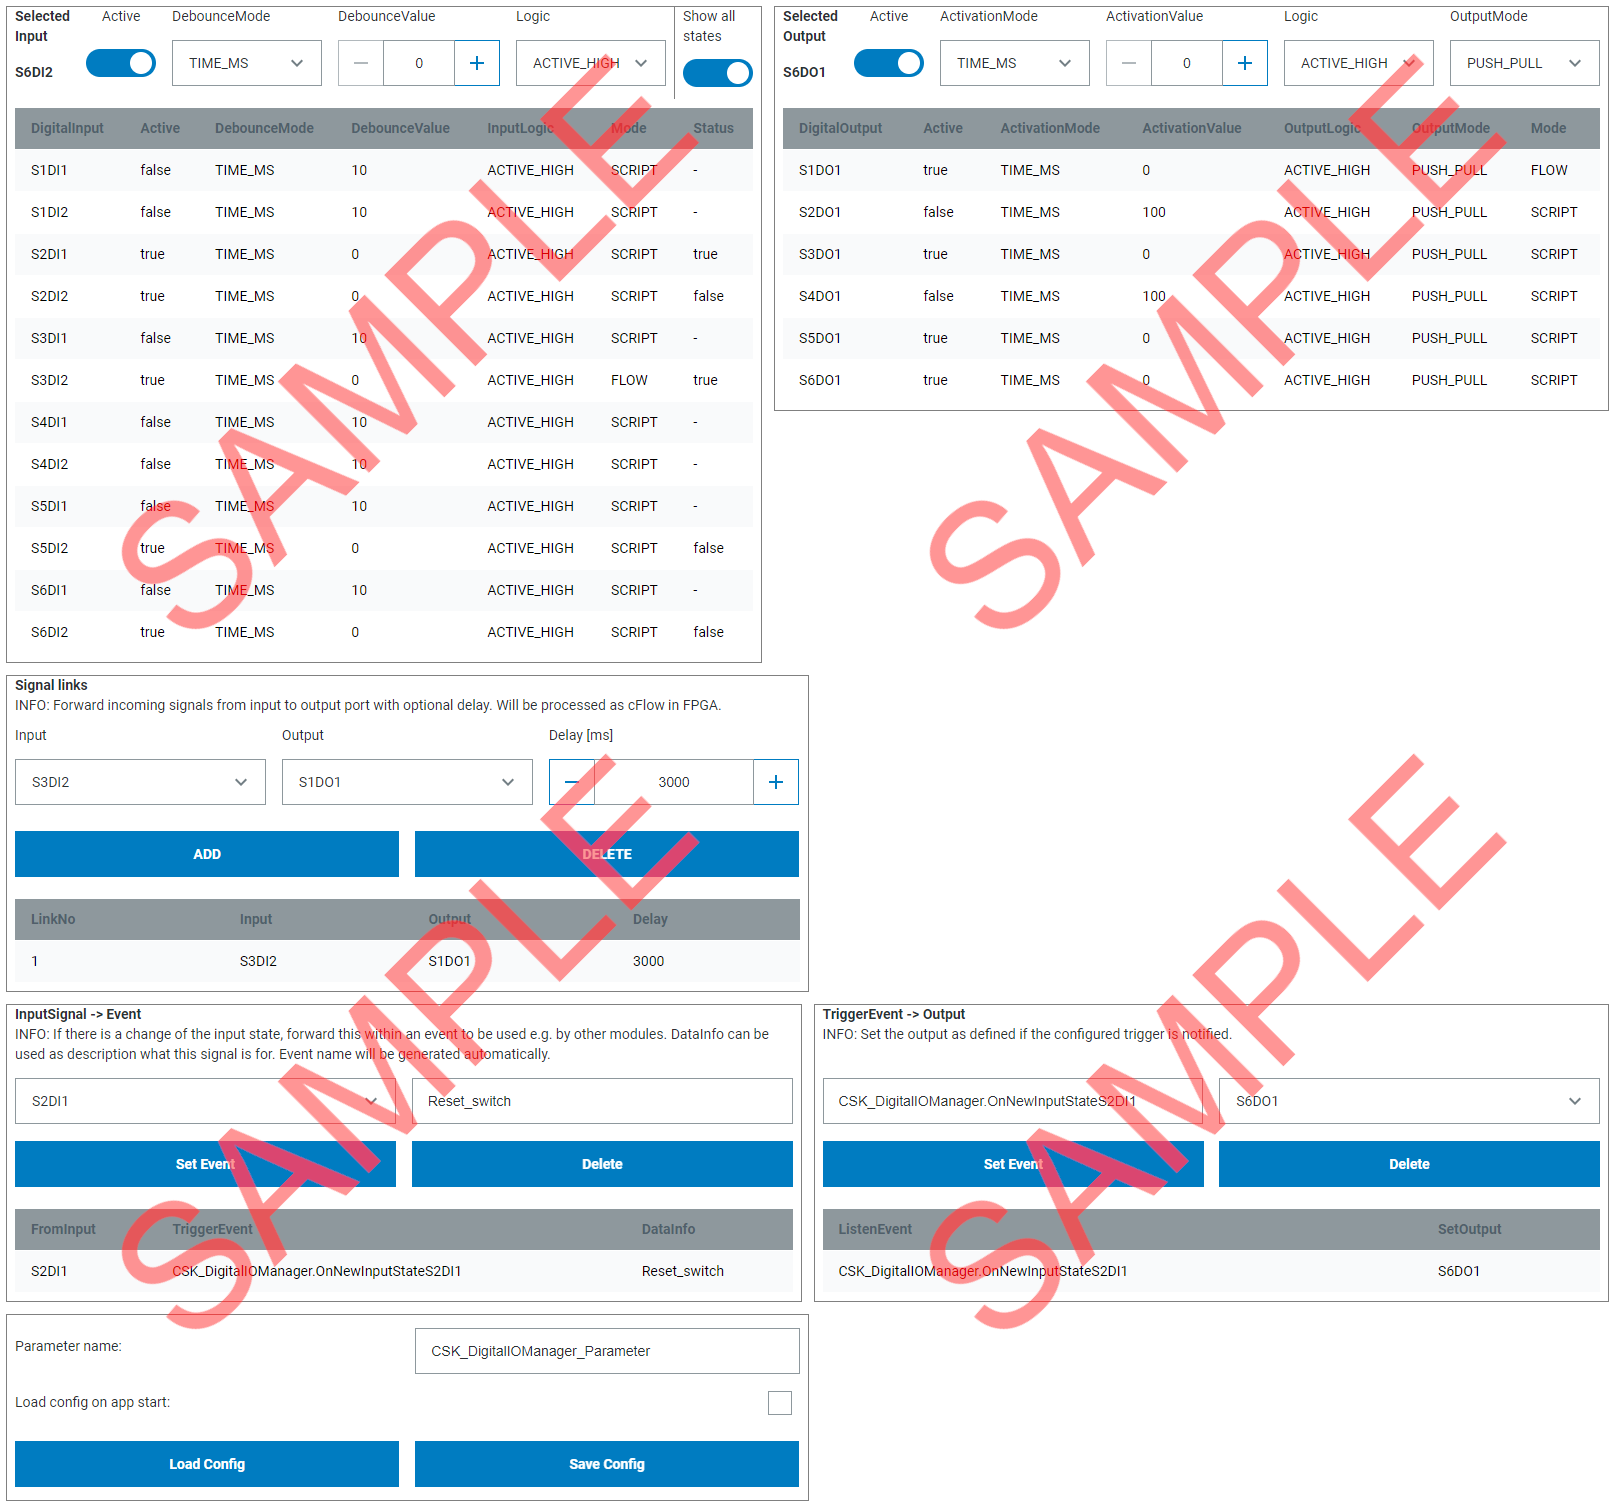 Selected Input Active DebounceMode DebounceValue Logic Show all states
S6DI2 TIME_MS 0 ACTIVE_HIGH
DigitalInput Active DebounceMode DebounceValue InputLogic Mode Status
S1DI1 false TIME_MS 10 ACTIVE_HIGH SCRIPT -
S1DI2 false TIME_MS 10 ACTIVE_HIGH SCRIPT -
S2DI1 true TIME_MS 0 ACTIVE_HIGH SCRIPT true
S2DI2 true TIME_MS 0 ACTIVE_HIGH SCRIPT false
S3DI1 false TIME_MS 10 ACTIVE_HIGH SCRIPT -
S3DI2 true TIME_MS 0 ACTIVE_HIGH FLOW true
S4DI1 false TIME_MS 10 ACTIVE_HIGH SCRIPT -
S4DI2 false TIME_MS 10 ACTIVE_HIGH SCRIPT -
S5DI1 false TIME_MS 10 ACTIVE_HIGH SCRIPT -
S5DI2 true TIME_MS 0 ACTIVE_HIGH SCRIPT false
S6DI1 false TIME_MS 10 ACTIVE_HIGH SCRIPT -
S6DI2 true TIME_MS 0 ACTIVE_HIGH SCRIPT false
SAMPLE
Selected Output Active ActivationMode ActivationValue Logic OutputMode
S6DO1 TIME_MS 0 ACTIVE_HIGH PUSH_PULL
DigitalOutput Active ActivationMode ActivationValue OutputLogic OutputMode Mode
S1DO1 true TIME_MS 0 ACTIVE_HIGH PUSH_PULL FLOW
S2DO1 false TIME_MS 100 ACTIVE_HIGH PUSH_PULL SCRIPT
S3DO1 true TIME_MS 0 ACTIVE_HIGH PUSH_PULL SCRIPT
S4DO1 false TIME_MS 100 ACTIVE_HIGH PUSH_PULL SCRIPT
S5DO1 true TIME_MS 0 ACTIVE_HIGH PUSH_PULL SCRIPT
S6DO1 true TIME_MS 0 ACTIVE_HIGH PUSH_PULL SCRIPT
SAMPLE
Signal links
INFO: Forward incoming signals from input to output port with optional delay. Will be processed as cFlow in FPGA.
Input Output Delay [ms]
S3DI2 S1DO1 3000
ADD DELETE
LinkNo Input Output Delay
1 S3DI2 S1DO1 3000
InputSignal -> Event
INFO: If there is a change of the input state, forward this within an event to be used e.g. by other modules. DataInfo can be
used as description what this signal is for. Event name will be generated automatically.
S2DI1 Reset_switch
Set Event Delete
FromInput TriggerEvent DataInfo
S2DI1 CSK_DigitalIOManager.OnNewInputStateS2DI1 Reset_switch
SAMPLE
TriggerEvent -> Output
INFO: Set the output as defined if the configured trigger is notified.
CSK_DigitalIOManager.OnNewInputStateS2DI1 S6DO1
Set Event Delete
ListenEvent SetOutput
CSK_DigitalIOManager.OnNewInputStateS2DI1 S6DO1
SAMPLE
Parameter name: CSK_DigitalIOManager_Parameter
Load config on app start:
Load Config Save Config